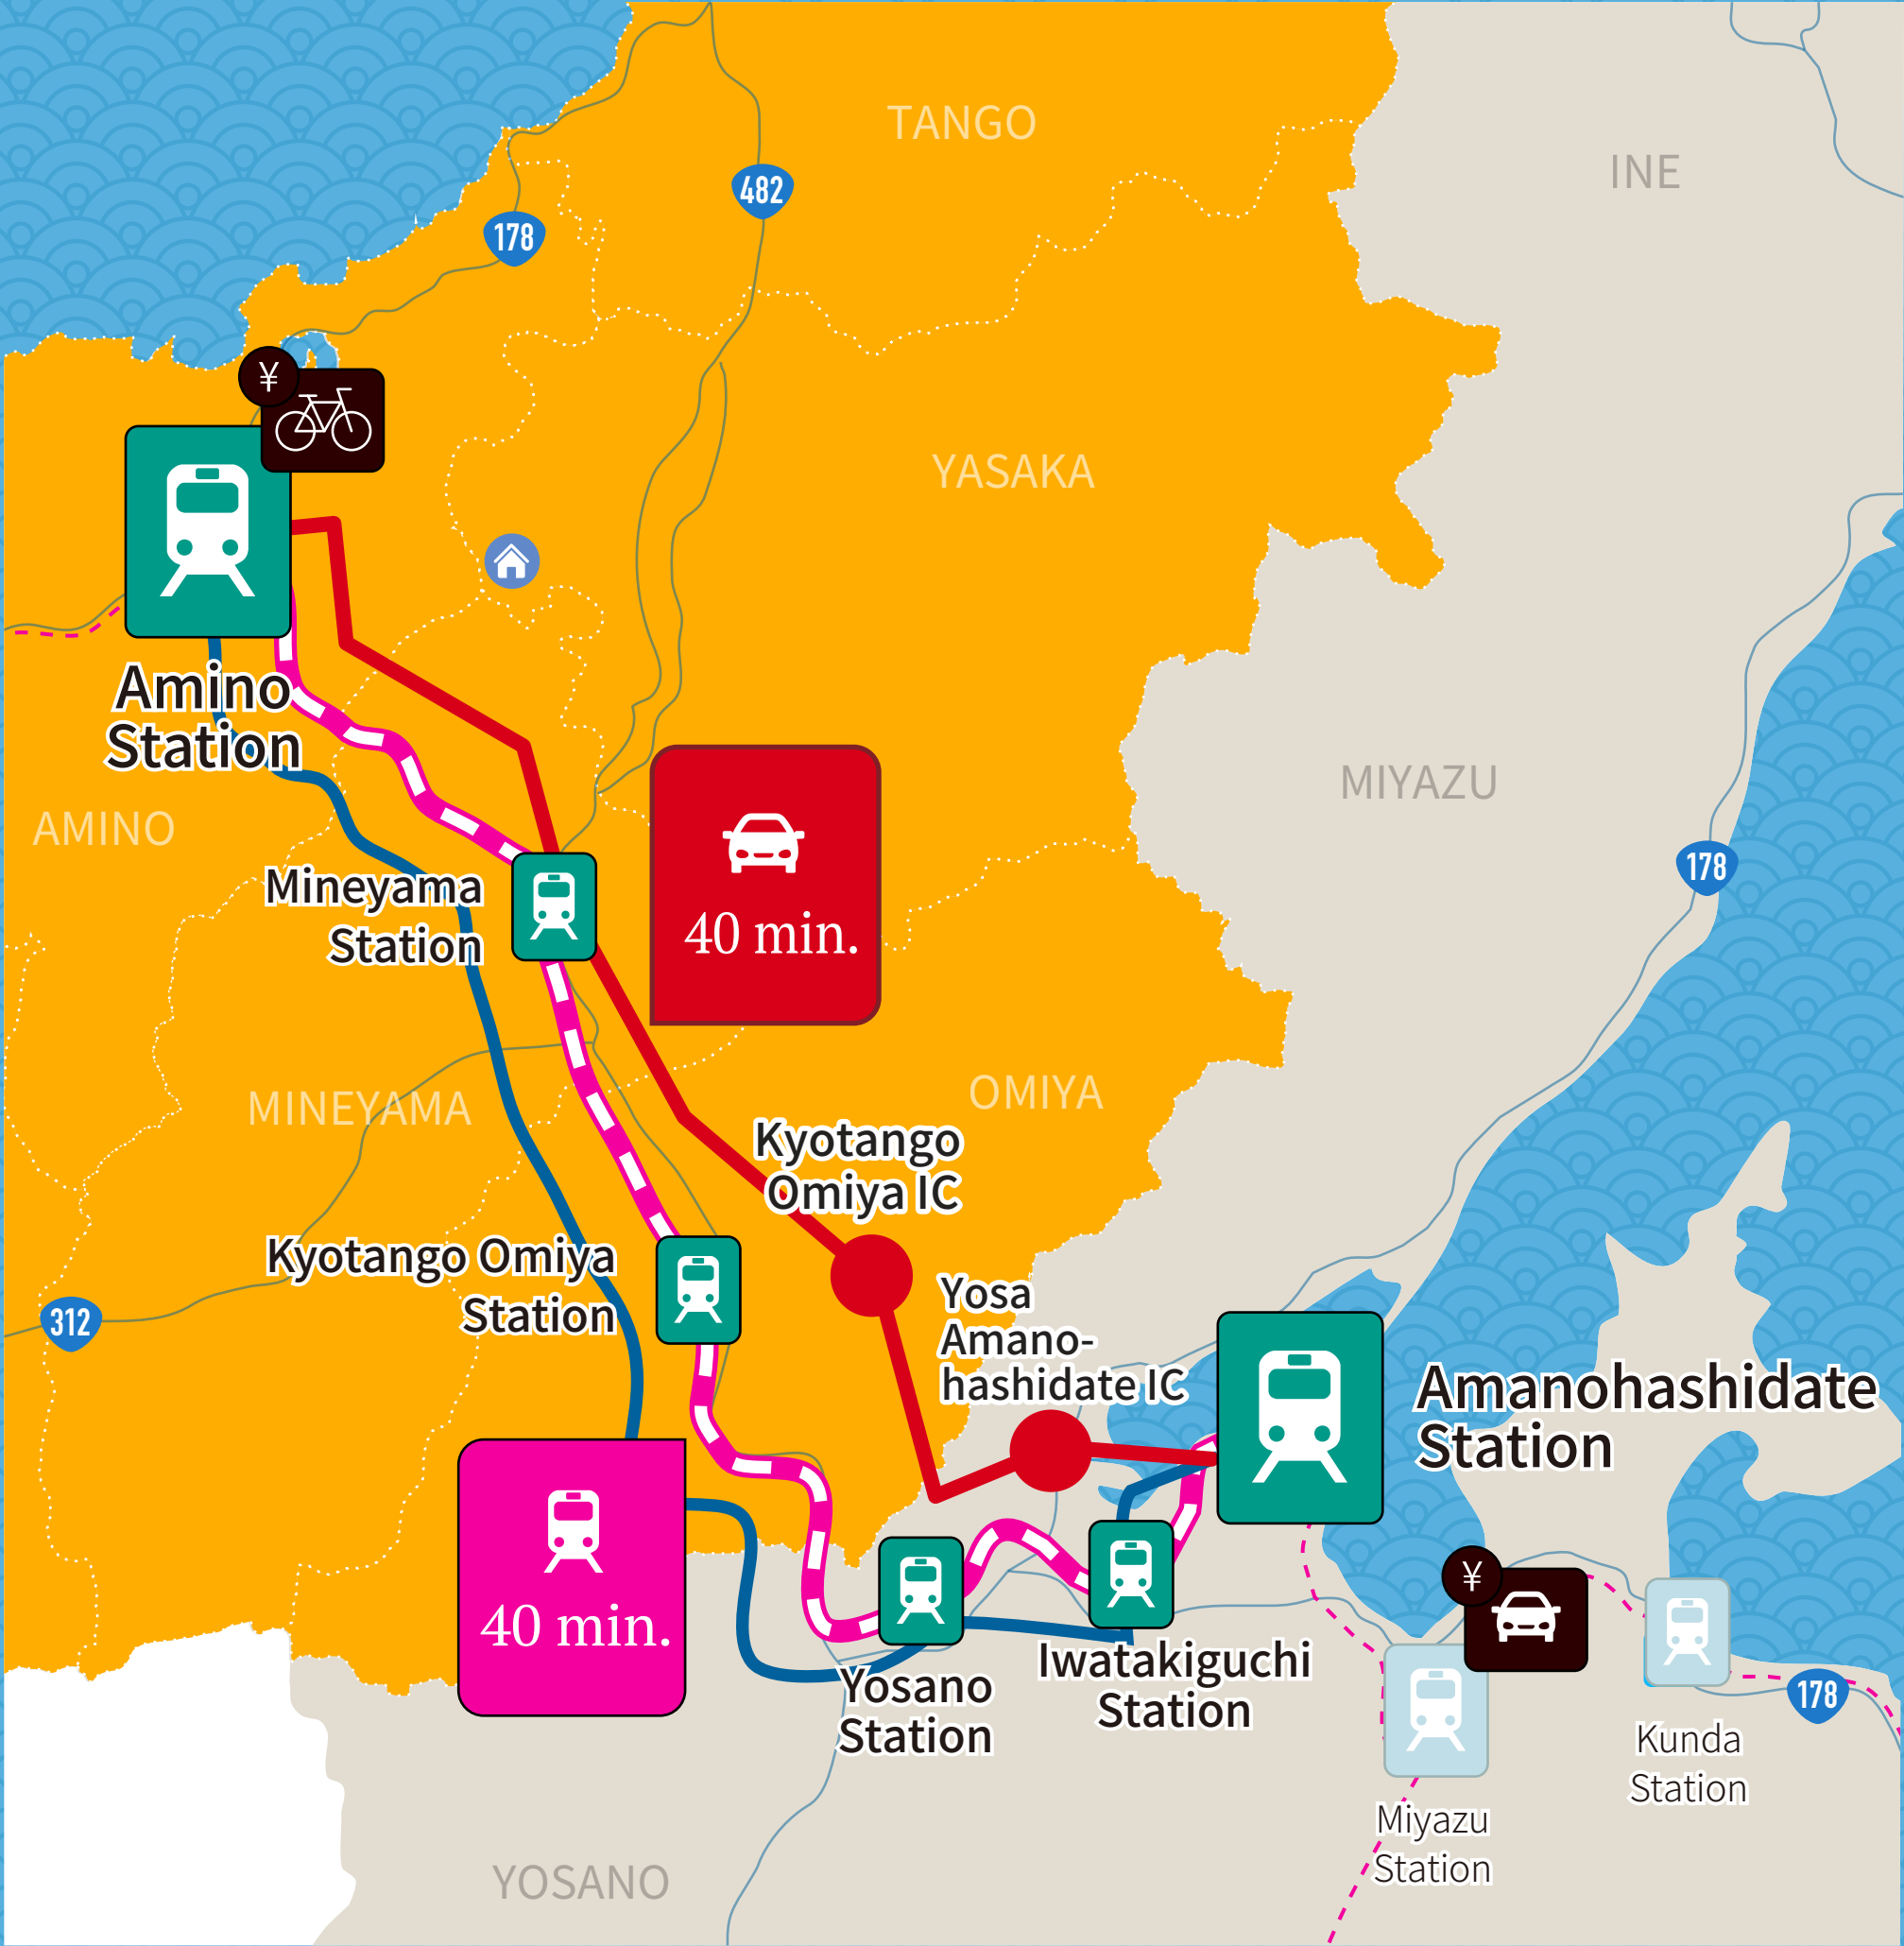 TANGO
INE
482
178
¥
YASAKA
Amino
Station
MIYAZU
AMINO
178
Mineyama
Station
40 min.
OMIYA
MINEYAMA
Kyotango
Omiya IC
Kyotango Omiya
Station
312
Yosa
Amano-
hashidate IC
Amanohashidate
Station
40 min.
¥
Iwatakiguchi
Station
Yosano
Station
178
Kunda
Station
Miyazu
Station
YOSANO